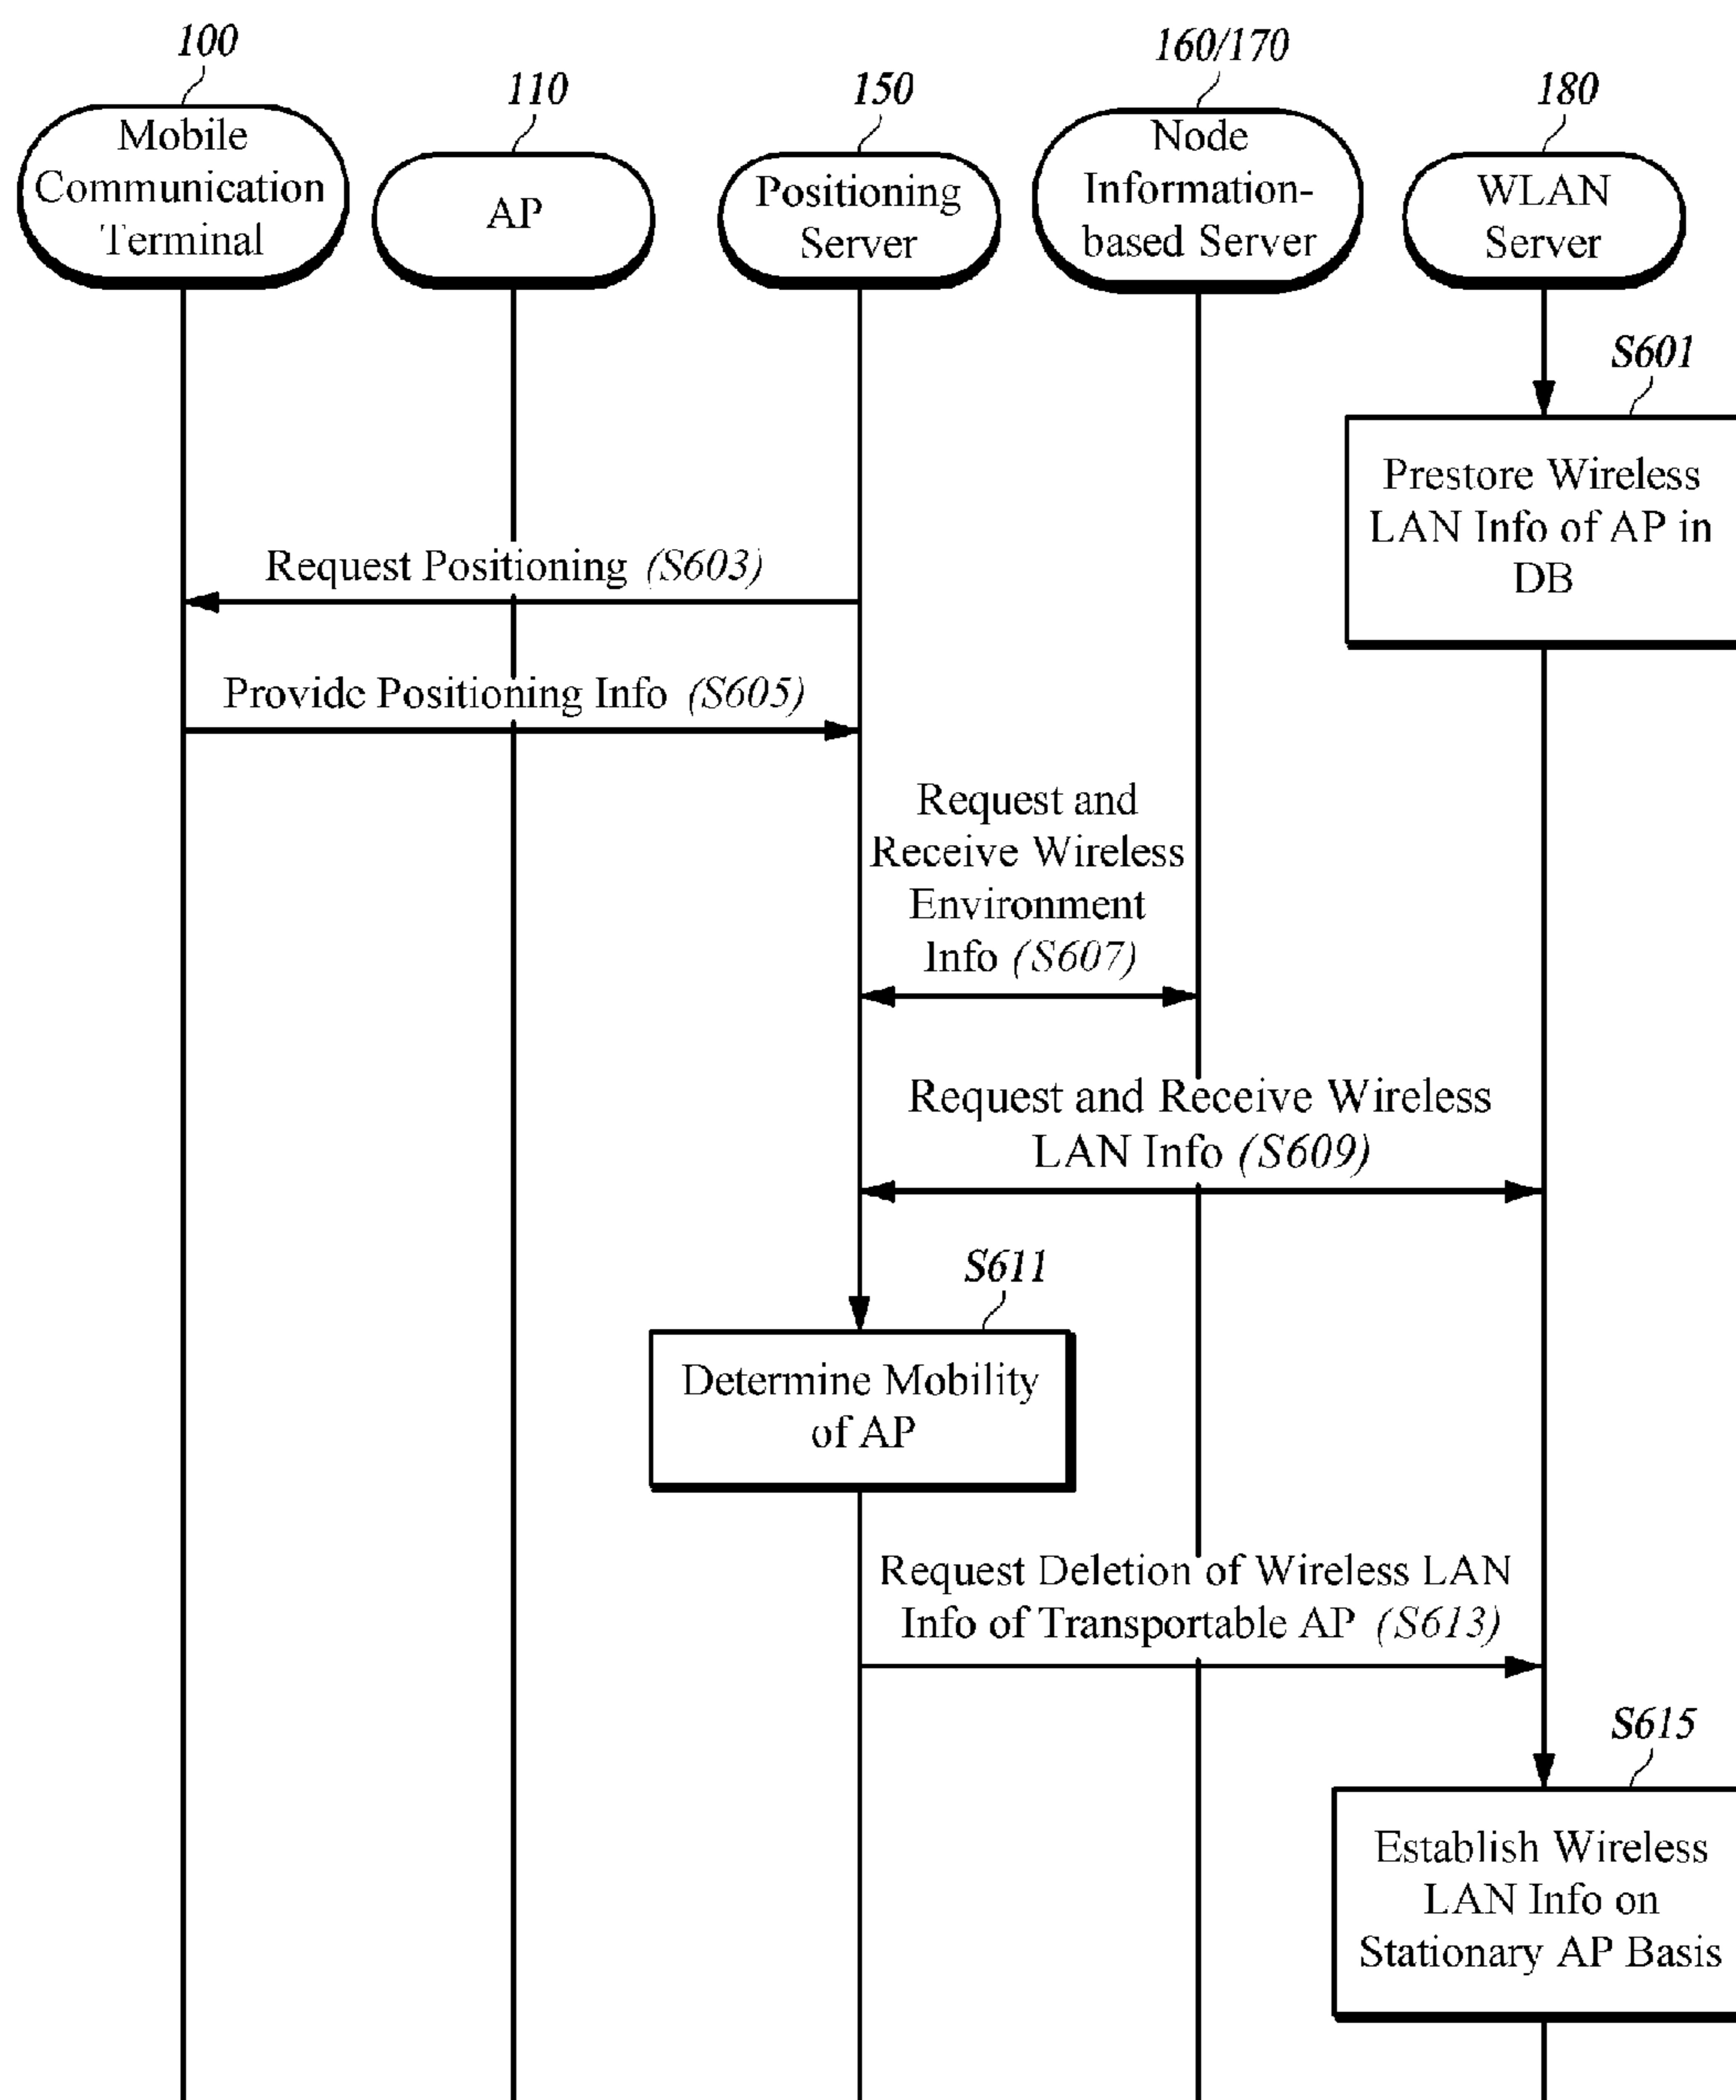 100
110
150
160/170
180
Mobile
Communication
Terminal
AP
Positioning
Server
Node
Information-
based Server
WLAN
Server
S601
Prestore Wireless
LAN Info of AP in
DB
Request Positioning (S603)
Provide Positioning Info (S605)
Request and
Receive Wireless
Environment
Info (S607)
Request and Receive Wireless
LAN Info (S609)
S611
Determine Mobility
of AP
Request Deletion of Wireless LAN
Info of Transportable AP (S613)
S615
Establish Wireless
LAN Info on
Stationary AP Basis